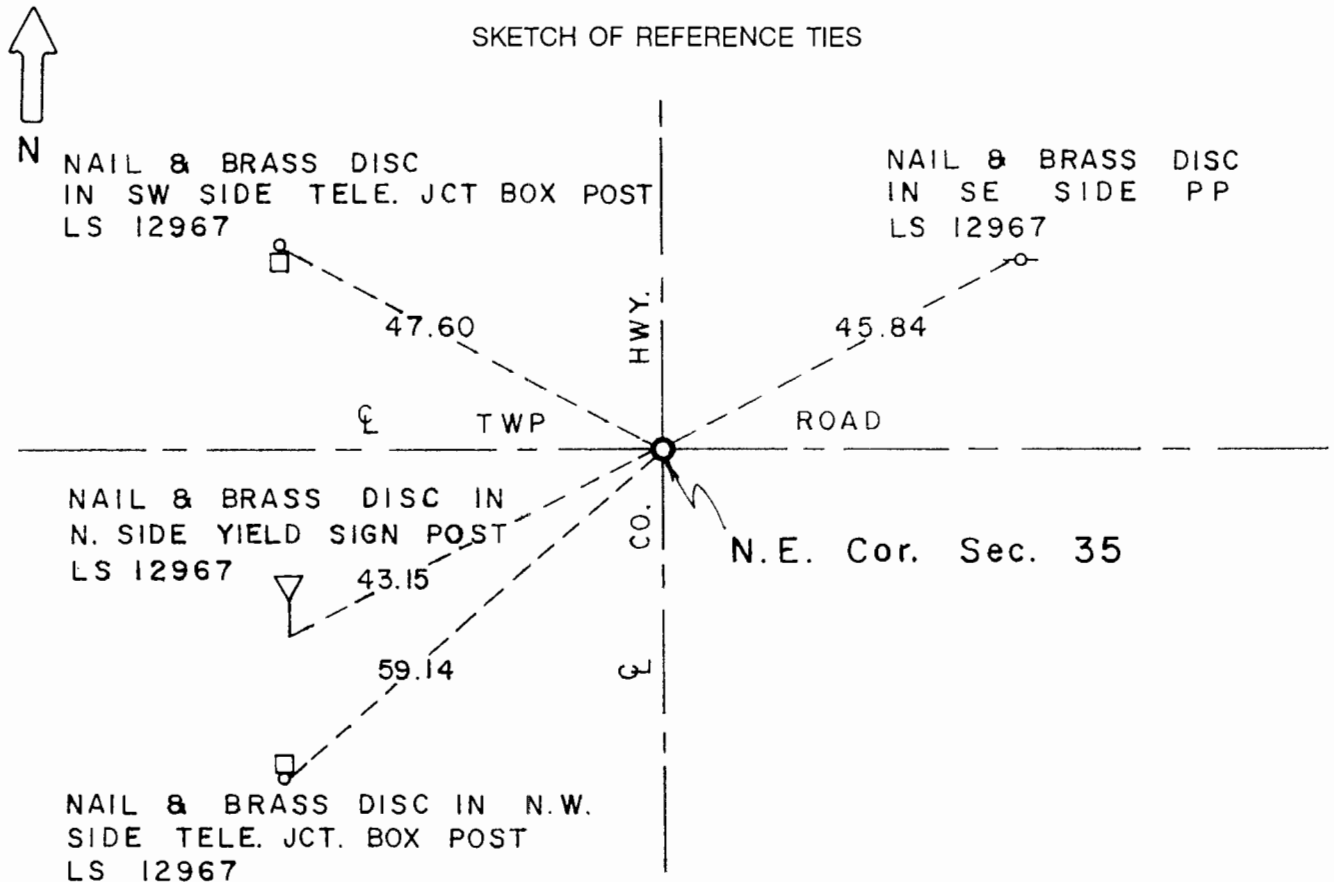 SKETCH OF REFERENCE TIES
N
NAIL & BRASS DISC
IN SW SIDE TELE. JCT BOX POST
LS 12967
NAIL & BRASS DISC
IN SE SIDE PP
LS 12967
47.60
HWY.
45.84
℄ TWP ROAD
NAIL & BRASS DISC IN
N. SIDE YIELD SIGN POST
LS 12967
43.15
CO.
N.E. Cor. Sec. 35
59.14
℄
NAIL & BRASS DISC IN N.W.
SIDE TELE. JCT. BOX POST
LS 12967